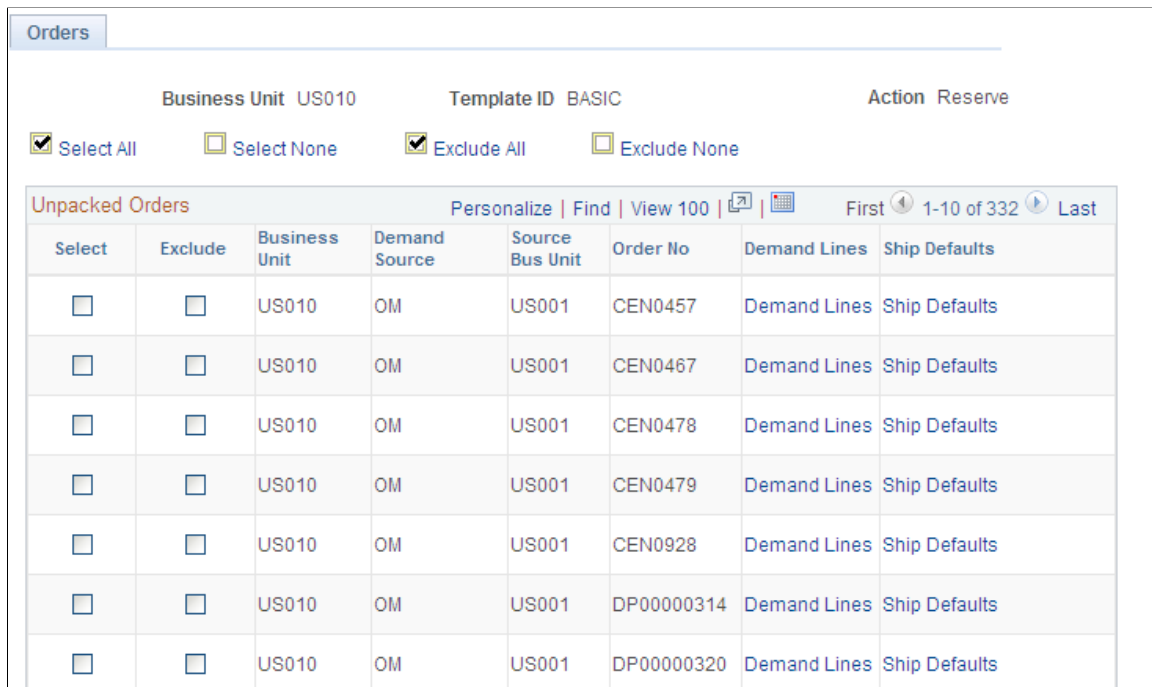 Orders
Business Unit US010 Template ID BASIC Action Reserve
Select All Select None Exclude All Exclude None
Unpacked Orders Personalize | Find | View 100 | | First 1-10 of 332 Last
Select Exclude Business Unit Demand Source Source Bus Unit Order No Demand Lines Ship Defaults
US010 OM US001 CEN0457 Demand Lines Ship Defaults
US010 OM US001 CEN0467 Demand Lines Ship Defaults
US010 OM US001 CEN0478 Demand Lines Ship Defaults
US010 OM US001 CEN0479 Demand Lines Ship Defaults
US010 OM US001 CEN0928 Demand Lines Ship Defaults
US010 OM US001 DP00000314 Demand Lines Ship Defaults
US010 OM US001 DP00000320 Demand Lines Ship Defaults